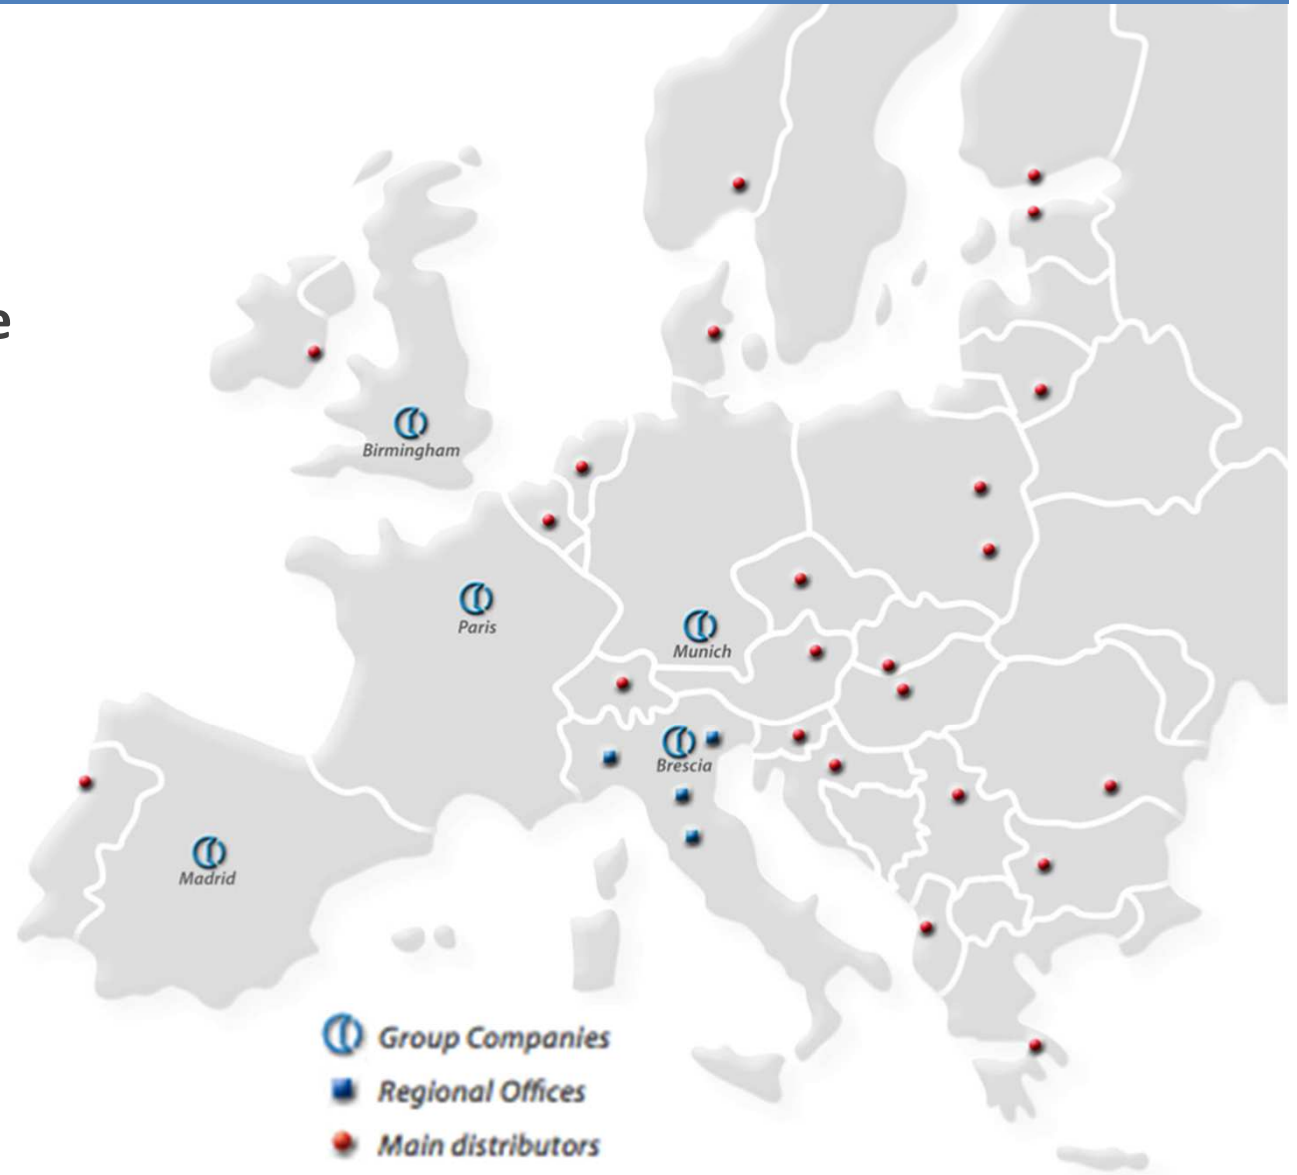 e
Birmingham
Paris
Munich
Brescia
Madrid
Group Companies
Regional Offices
Main distributors